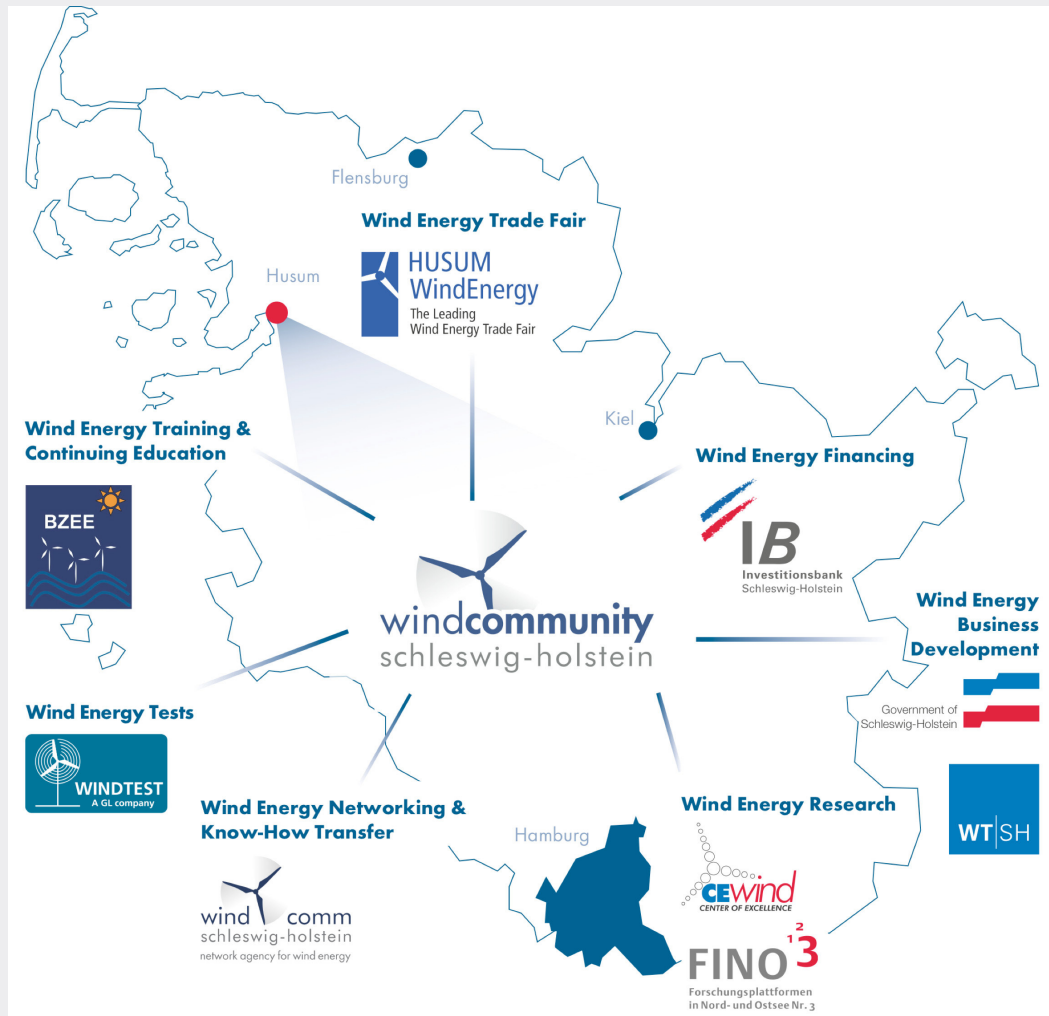 Flensburg
Wind Energy Trade Fair
HUSUM
WindEnergy
The Leading
Wind Energy Trade Fair
Husum
Kiel
Wind Energy Training &
Continuing Education
BZEE
Wind Energy Financing
IB
Investitionsbank
Schleswig-Holstein
windcommunity
schleswig-holstein
Wind Energy
Business
Development
Government of
Schleswig-Holstein
WT|SH
Wind Energy Tests
WINDTEST
A GL company
Wind Energy Networking &
Know-How Transfer
wind comm
schleswig-holstein
network agency for wind energy
Hamburg
Wind Energy Research
CEwind
CENTER OF EXCELLENCE
FINO 1 2 3
Forschungsplattformen
in Nord- und Ostsee Nr. 3